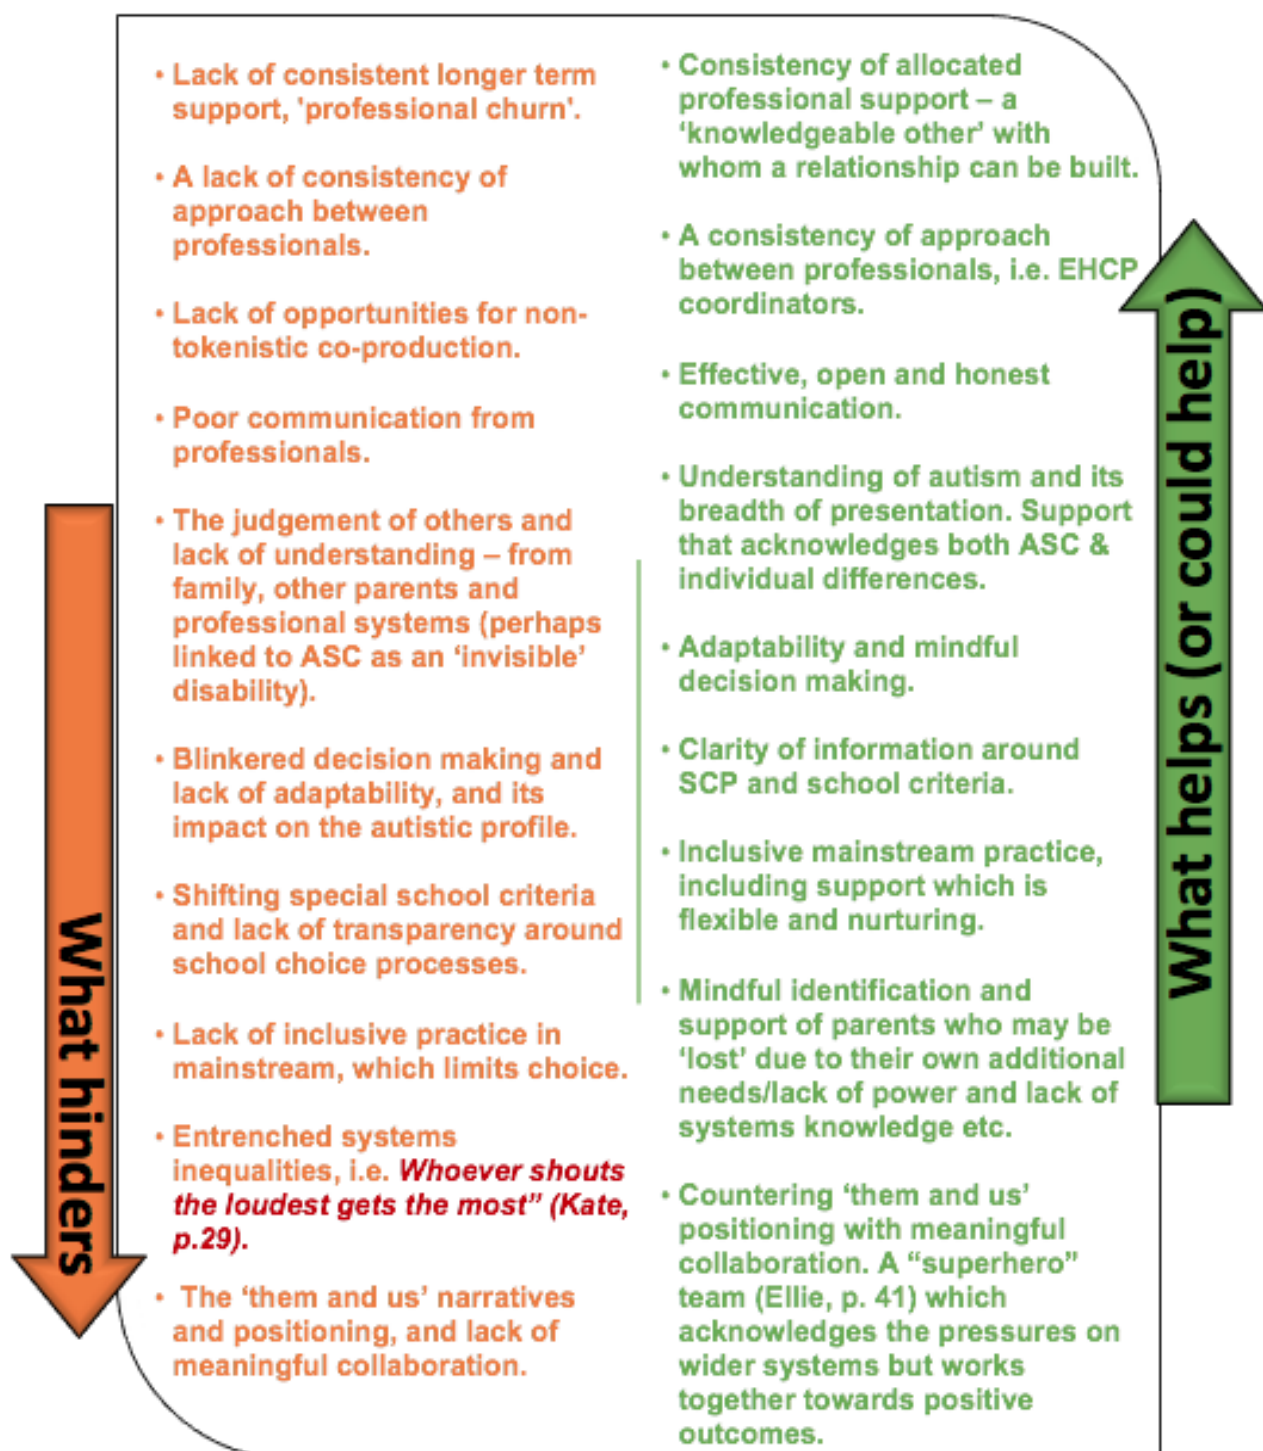 • Lack of consistent longer term
support, 'professional churn'.
• A lack of consistency of
approach between
professionals.
• Lack of opportunities for non-
tokenistic co-production.
• Poor communication from
professionals.
• The judgement of others and
lack of understanding – from
family, other parents and
professional systems (perhaps
linked to ASC as an ‘invisible’
disability).
• Blinkered decision making and
lack of adaptability, and its
impact on the autistic profile.
• Shifting special school criteria
and lack of transparency around
school choice processes.
• Lack of inclusive practice in
mainstream, which limits choice.
• Entrenched systems
inequalities, i.e. Whoever shouts
the loudest gets the most” (Kate,
p.29).
• The ‘them and us’ narratives
and positioning, and lack of
meaningful collaboration.
What hinders
• Consistency of allocated
professional support – a
‘knowledgeable other’ with
whom a relationship can be built.
• A consistency of approach
between professionals, i.e. EHCP
coordinators.
• Effective, open and honest
communication.
• Understanding of autism and its
breadth of presentation. Support
that acknowledges both ASC &
individual differences.
• Adaptability and mindful
decision making.
• Clarity of information around
SCP and school criteria.
• Inclusive mainstream practice,
including support which is
flexible and nurturing.
• Mindful identification and
support of parents who may be
‘lost’ due to their own additional
needs/lack of power and lack of
systems knowledge etc.
• Countering ‘them and us’
positioning with meaningful
collaboration. A “superhero”
team (Ellie, p. 41) which
acknowledges the pressures on
wider systems but works
together towards positive
outcomes.
What helps (or could help)